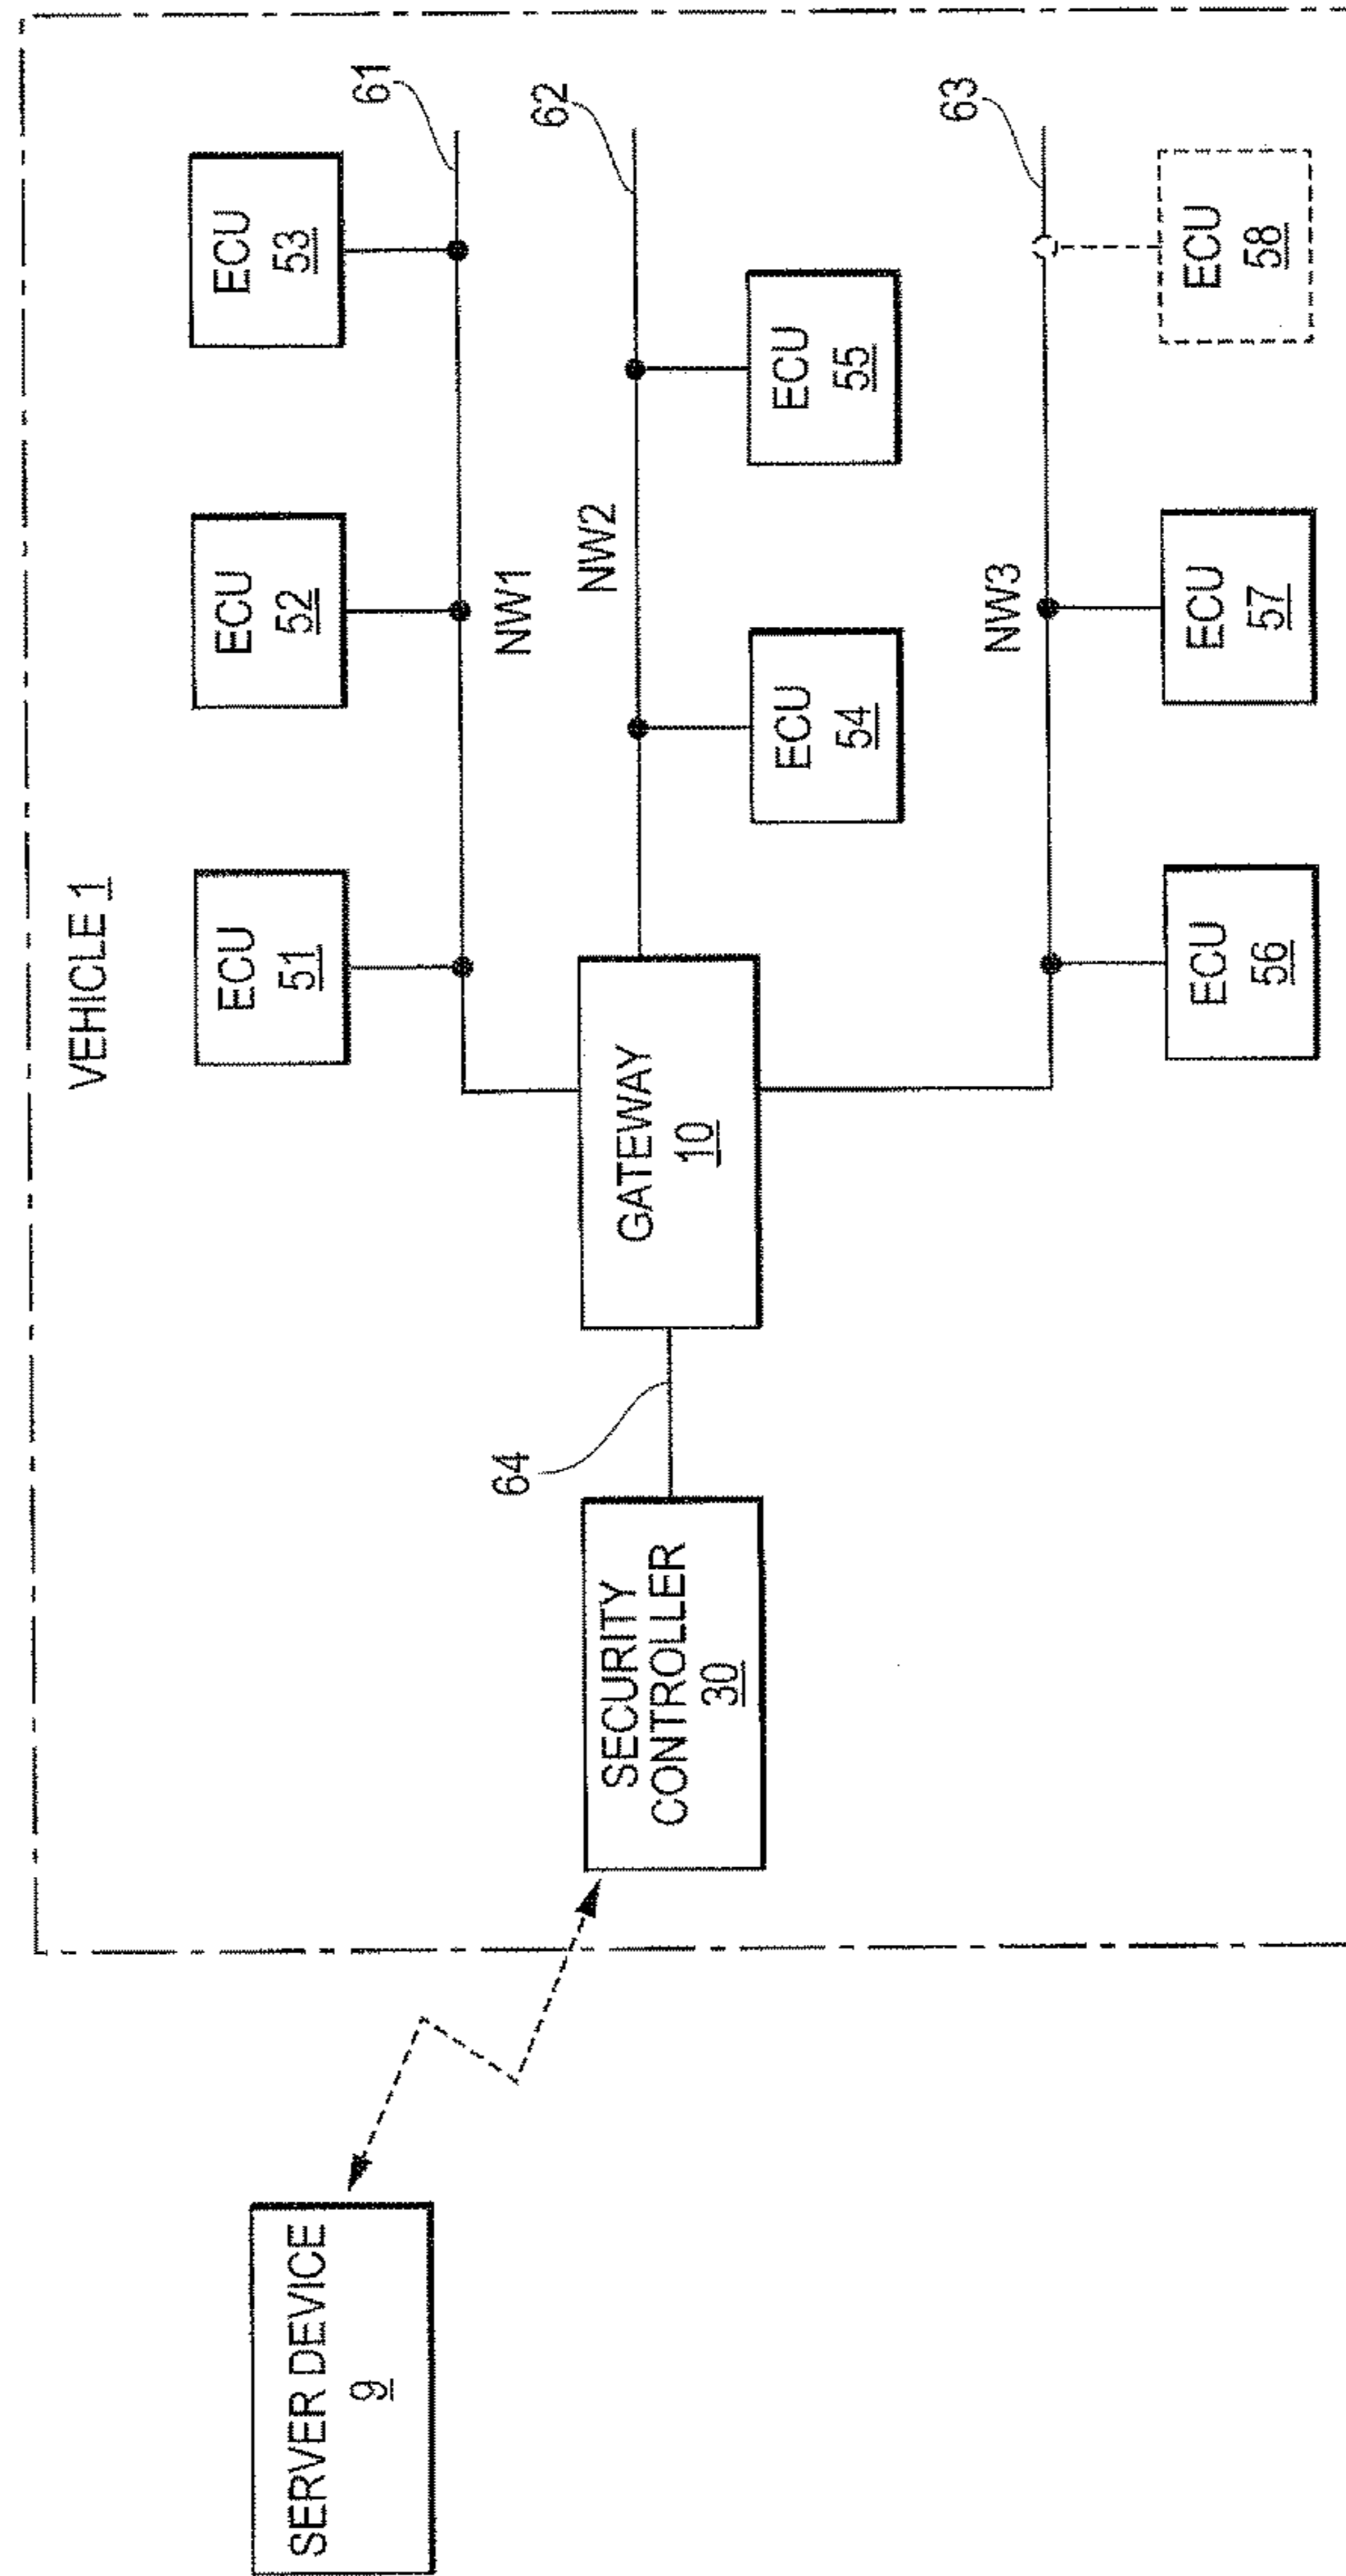 VEHICLE 1
ECU
51
ECU
52
ECU
53
61
NW1
62
NW2
ECU
54
ECU
55
63
NW3
ECU
56
ECU
57
ECU
58
GATEWAY
10
64
SECURITY
CONTROLLER
30
SERVER DEVICE
9